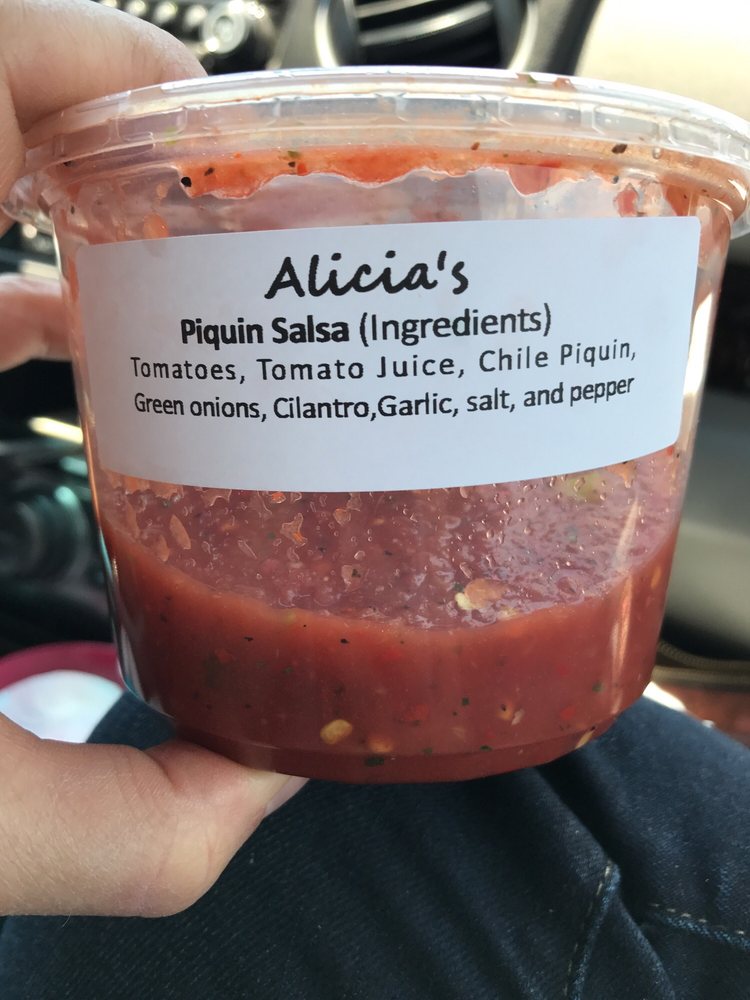 Alicia's
Piquin Salsa (Ingredients)
Tomatoes, Tomato Juice, Chile Piquin,
Green onions, Cilantro,Garlic, salt, and pepper